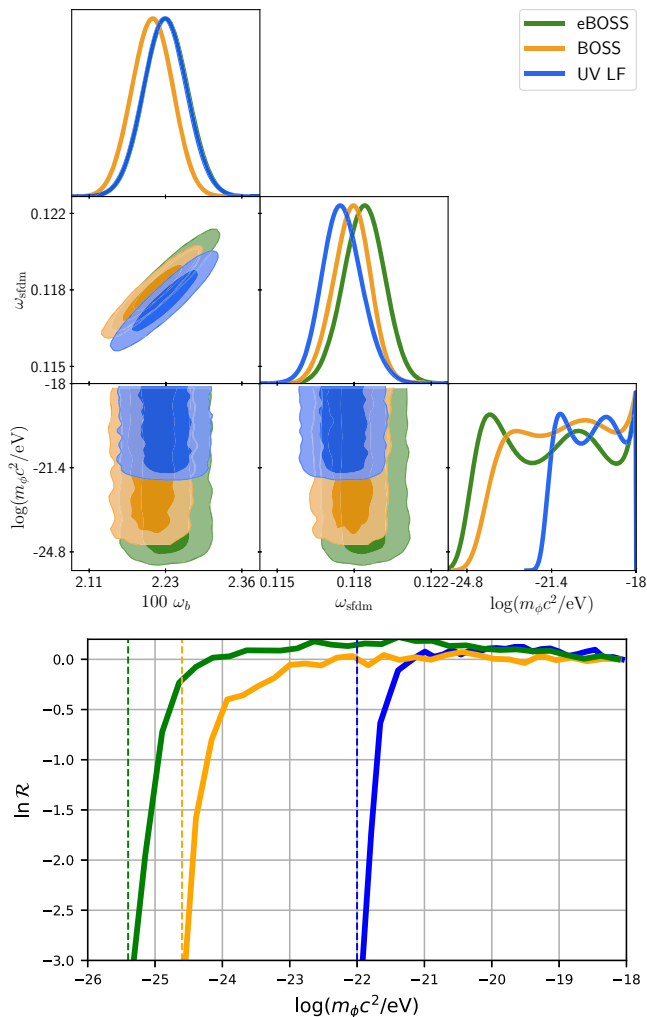 eBOSS
BOSS
UV LF
0.122
0.118
0.115
ω_sfdm
-18
-21.4
-24.8
log(m_ϕc²/eV)
2.11 2.23 2.36
100 ω_b
0.115 0.118 0.122
ω_sfdm
-24.8 -21.4 -18
log(m_ϕc²/eV)
0.0
−0.5
−1.0
−1.5
−2.0
−2.5
−3.0
ln ℛ
−26 −25 −24 −23 −22 −21 −20 −19 −18
log(m_ϕc²/eV)